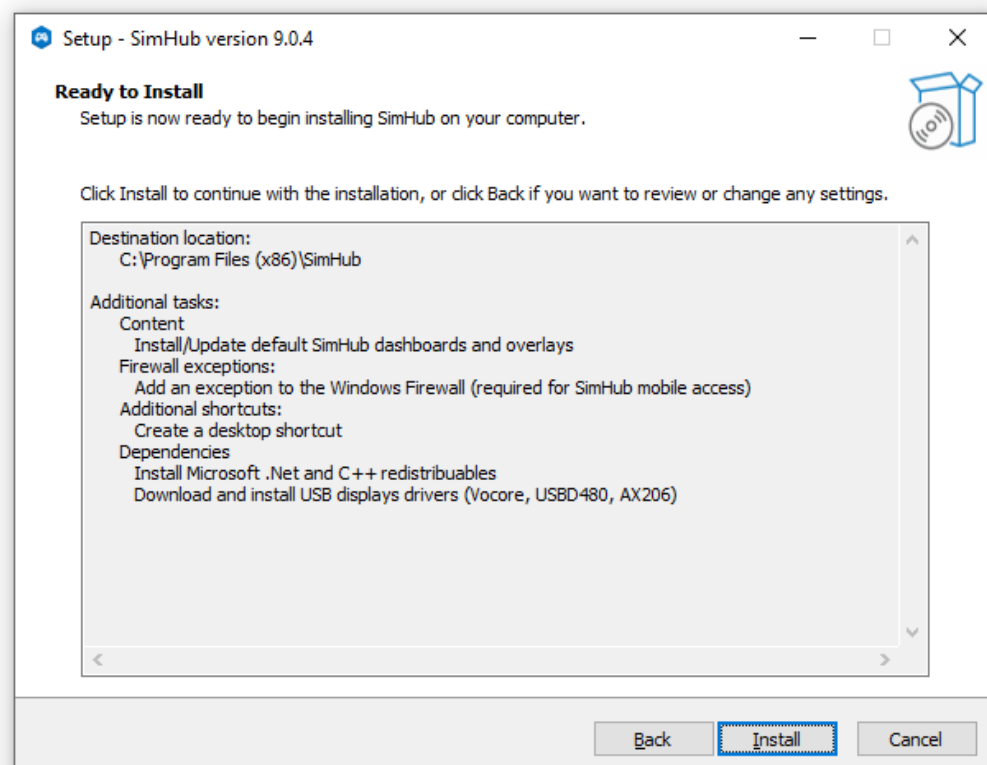 Setup - SimHub version 9.0.4
Ready to Install
Setup is now ready to begin installing SimHub on your computer.
Click Install to continue with the installation, or click Back if you want to review or change any settings.
Destination location:
C:\Program Files (x86)\SimHub
Additional tasks:
Content
Install/Update default SimHub dashboards and overlays
Firewall exceptions:
Add an exception to the Windows Firewall (required for SimHub mobile access)
Additional shortcuts:
Create a desktop shortcut
Dependencies
Install Microsoft .Net and C++ redistribuables
Download and install USB displays drivers (Vocore, USBD480, AX206)
Back
Install
Cancel